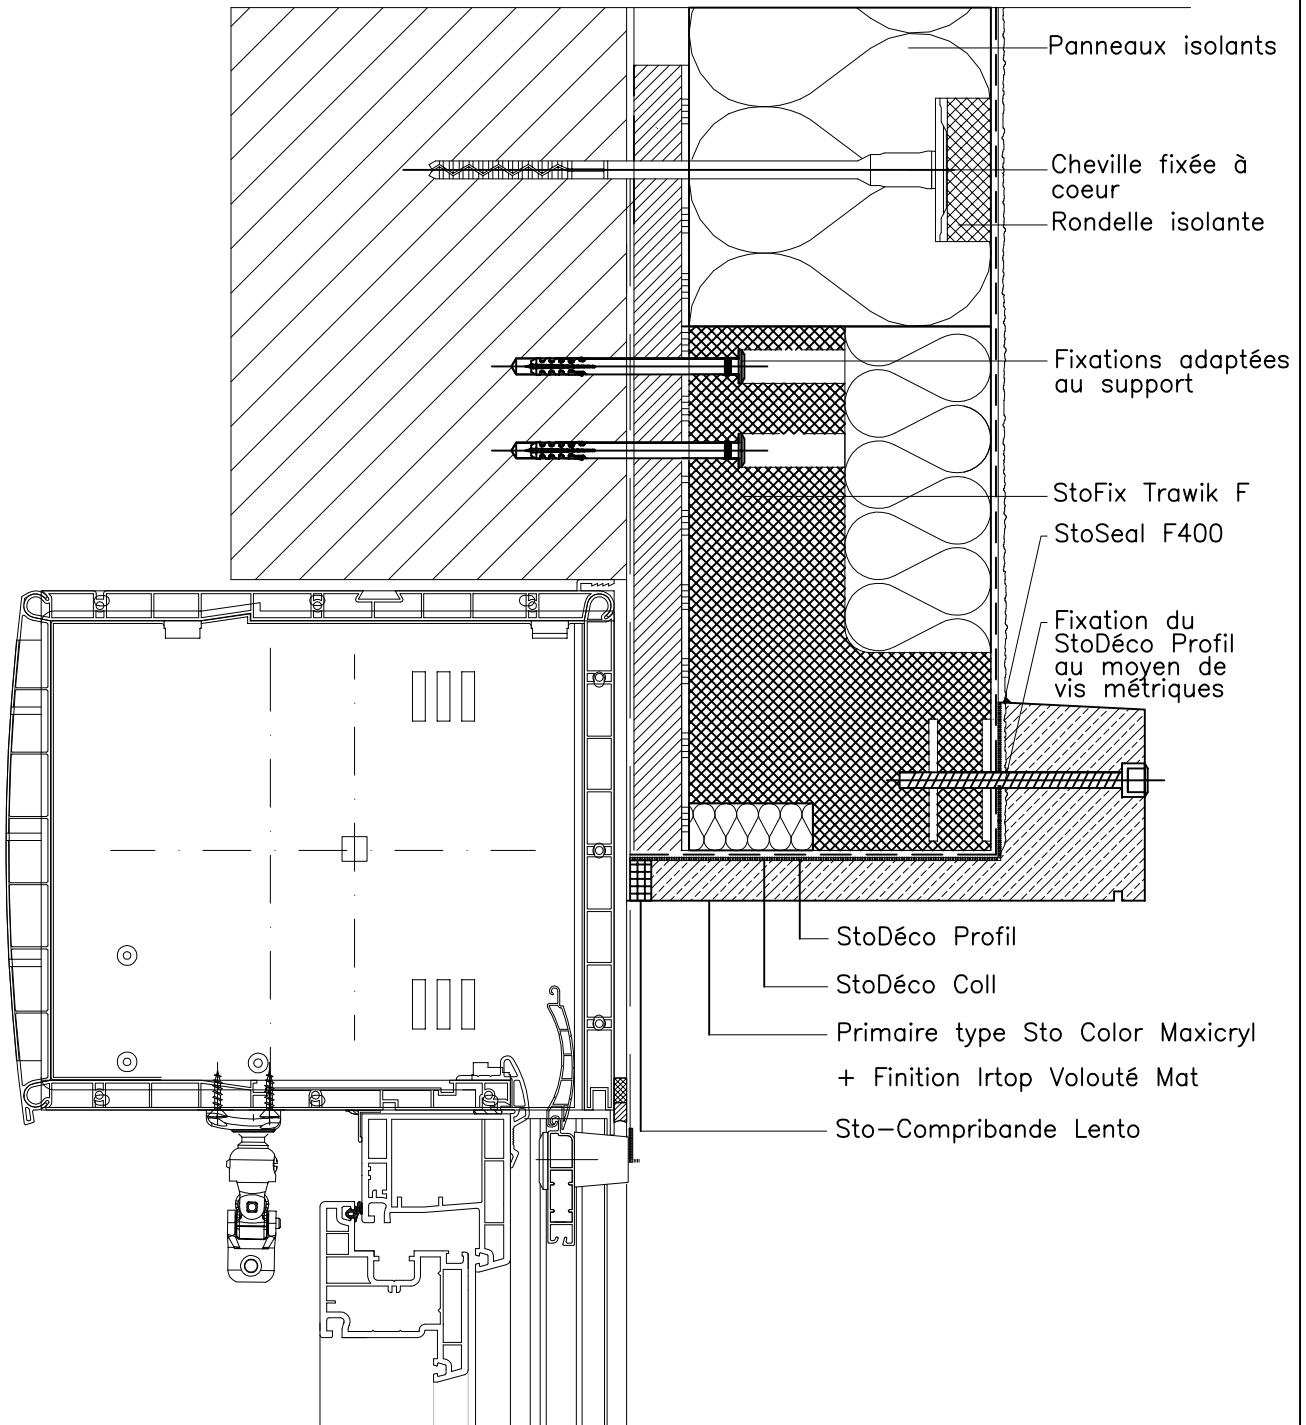 Panneaux isolants
Cheville fixée à
coeur
Rondelle isolante
Fixations adaptées
au support
StoFix Trawik F
StoSeal F400
Fixation du
StoDéco Profil
au moyen de
vis métriques
StoDéco Profil
StoDéco Coll
Primaire type Sto Color Maxicryl
+ Finition Irtop Volouté Mat
Sto-Compribande Lento